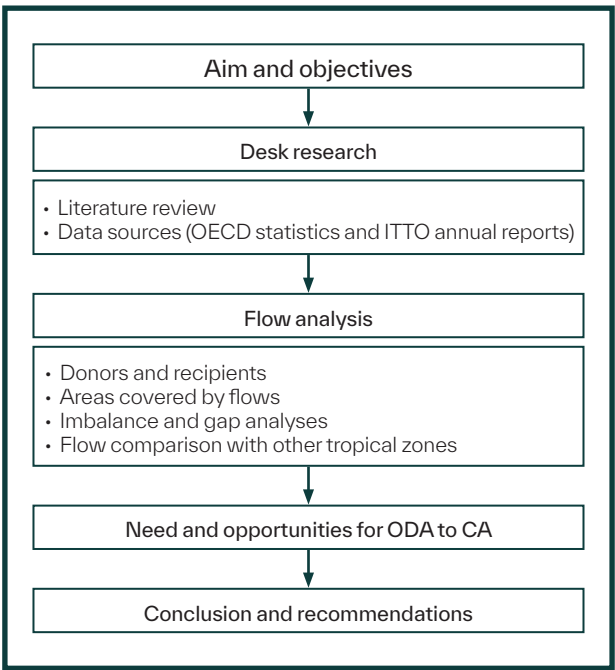 Aim and objectives
Desk research
• Literature review
• Data sources (OECD statistics and ITTO annual reports)
Flow analysis
• Donors and recipients
• Areas covered by flows
• Imbalance and gap analyses
• Flow comparison with other tropical zones
Need and opportunities for ODA to CA
Conclusion and recommendations